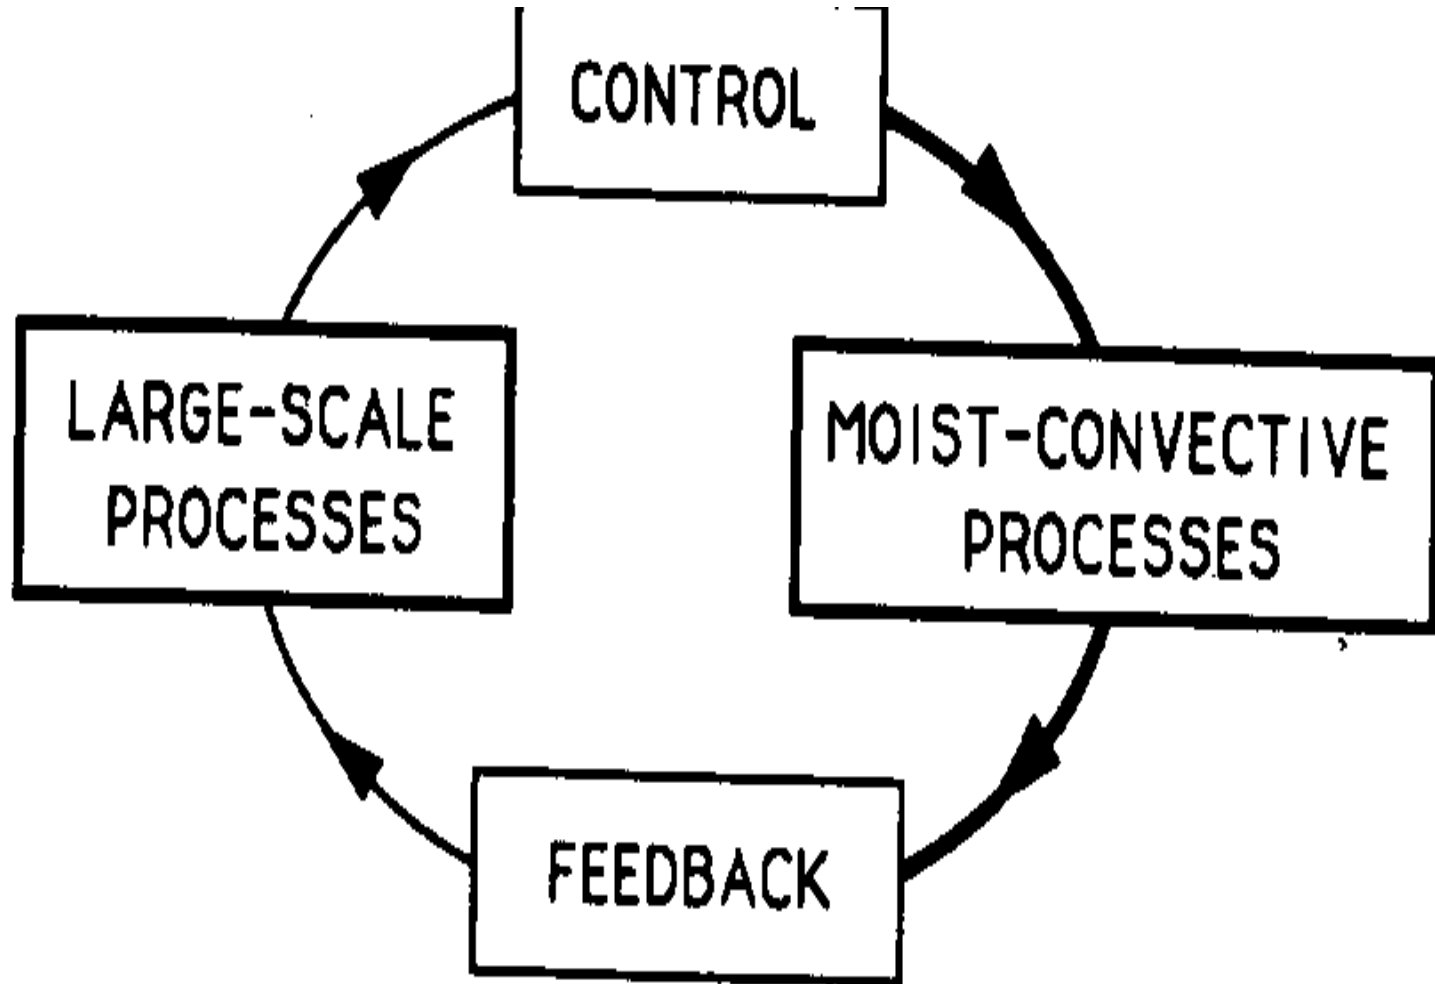 CONTROL
LARGE-SCALE
PROCESSES
MOIST-CONVECTIVE
PROCESSES
FEEDBACK